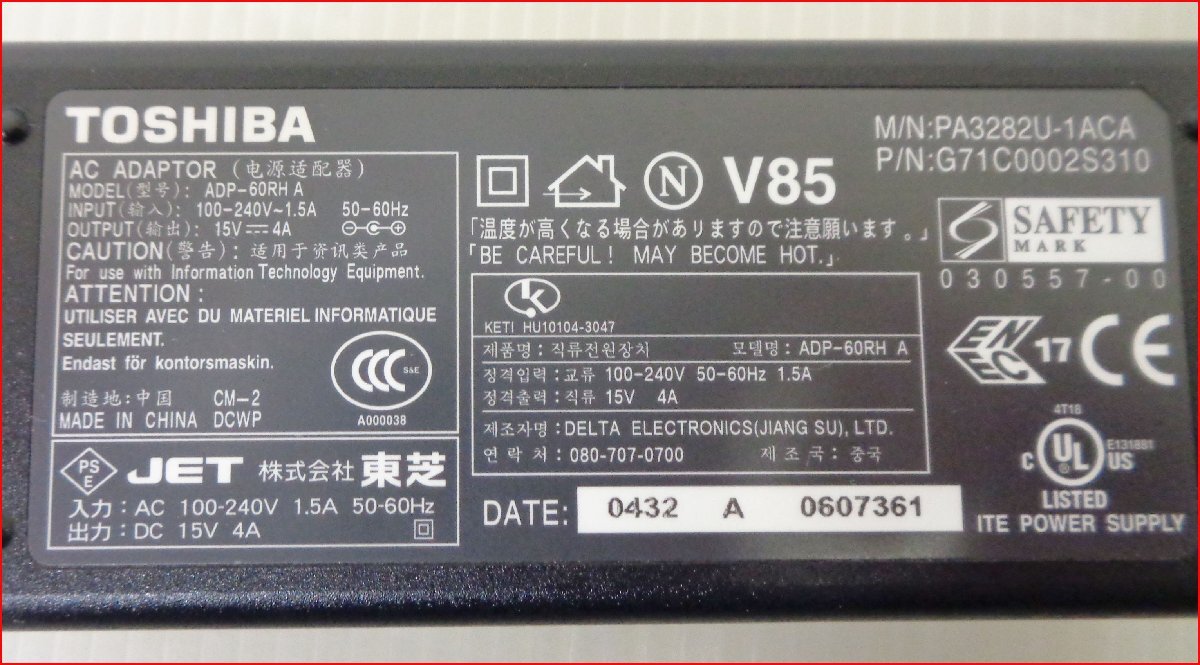 TOSHIBA
AC ADAPTOR (电源适配器)
MODEL(型号): ADP-60RH A
INPUT(输入): 100-240V~1.5A 50-60Hz
OUTPUT(输出): 15V⎓4A
CAUTION(警告): 适用于资讯类产品
For use with Information Technology Equipment.
ATTENTION :
UTILISER AVEC DU MATERIEL INFORMATIQUE
SEULEMENT.
Endast för kontorsmaskin.
CCC S&E
A000038
制造地:中国 CM-2
MADE IN CHINA DCWP
PS E JET 株式会社 東芝
入力: AC 100-240V 1.5A 50-60Hz
出力: DC 15V 4A
N V85
「温度が高くなる場合がありますので注意願います。」
「BE CAREFUL! MAY BECOME HOT.」
KETI HU10104-3047
제품명: 직류전원장치 모델명: ADP-60RH A
정격입력: 교류 100-240V 50-60Hz 1.5A
정격출력: 직류 15V 4A
제조자명: DELTA ELECTRONICS(JIANG SU), LTD.
연 락 처: 080-707-0700 제 조 국: 중국
DATE: 0432 A 0607361
M/N:PA3282U-1ACA
P/N:G71C0002S310
SAFETY
MARK
030557-00
ENEC 17 CE
4T18
C UL US
E131881
LISTED
ITE POWER SUPPLY